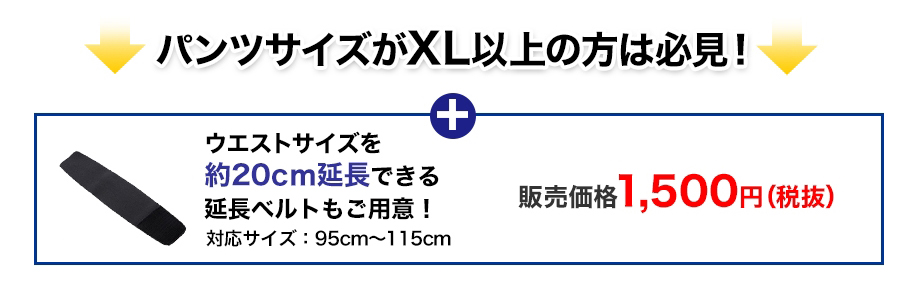 パンツサイズがXL以上の方は必見！
ウエストサイズを
約20cm延長できる
延長ベルトもご用意！
対応サイズ：95cm～115cm
販売価格1,500円（税抜）